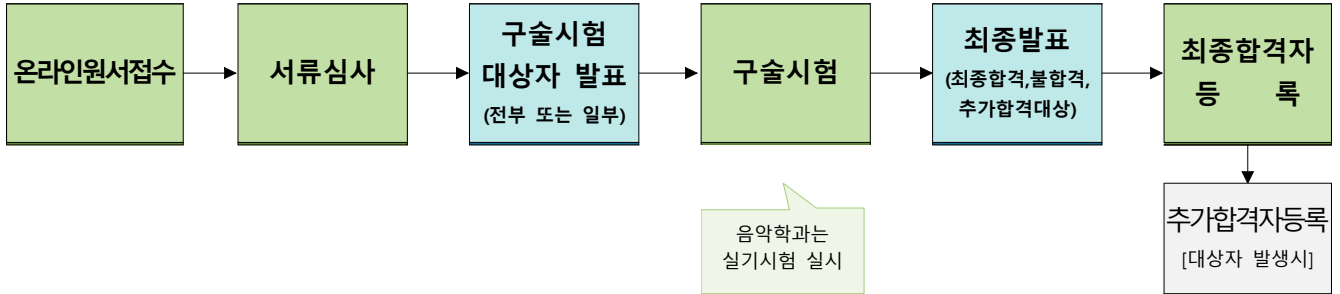 온라인원서접수
서류심사
구술시험
대상자 발표
(전부 또는 일부)
구술시험
최종발표
(최종합격,불합격,
추가합격대상)
최종합격자
등 록
음악학과는
실기시험 실시
추가합격자등록
[대상자 발생시]